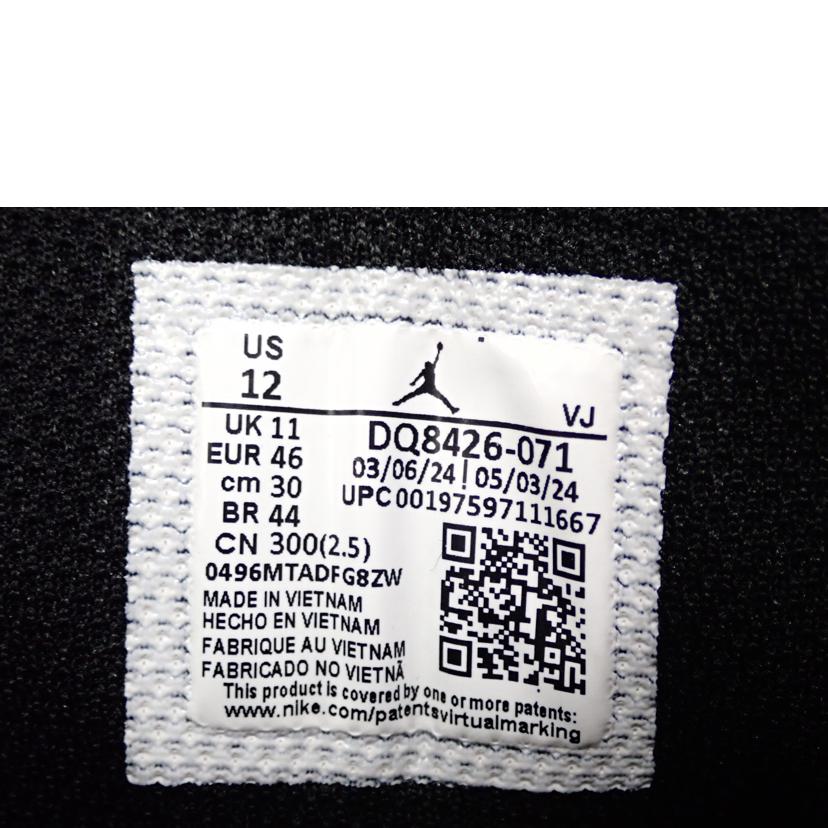 US
12
VJ
UK 11
EUR 46
cm 30
BR 44
CN 300(2.5)
DQ8426-071
03/06/24 | 05/03/24
UPC 00197597111667
0496MTADFG8ZW
MADE IN VIETNAM
HECHO EN VIETNAM
FABRIQUE AU VIETNAM
FABRICADO NO VIETNÃ
This product is covered by one or more patents:
www.nike.com/patentsvirtualmarking